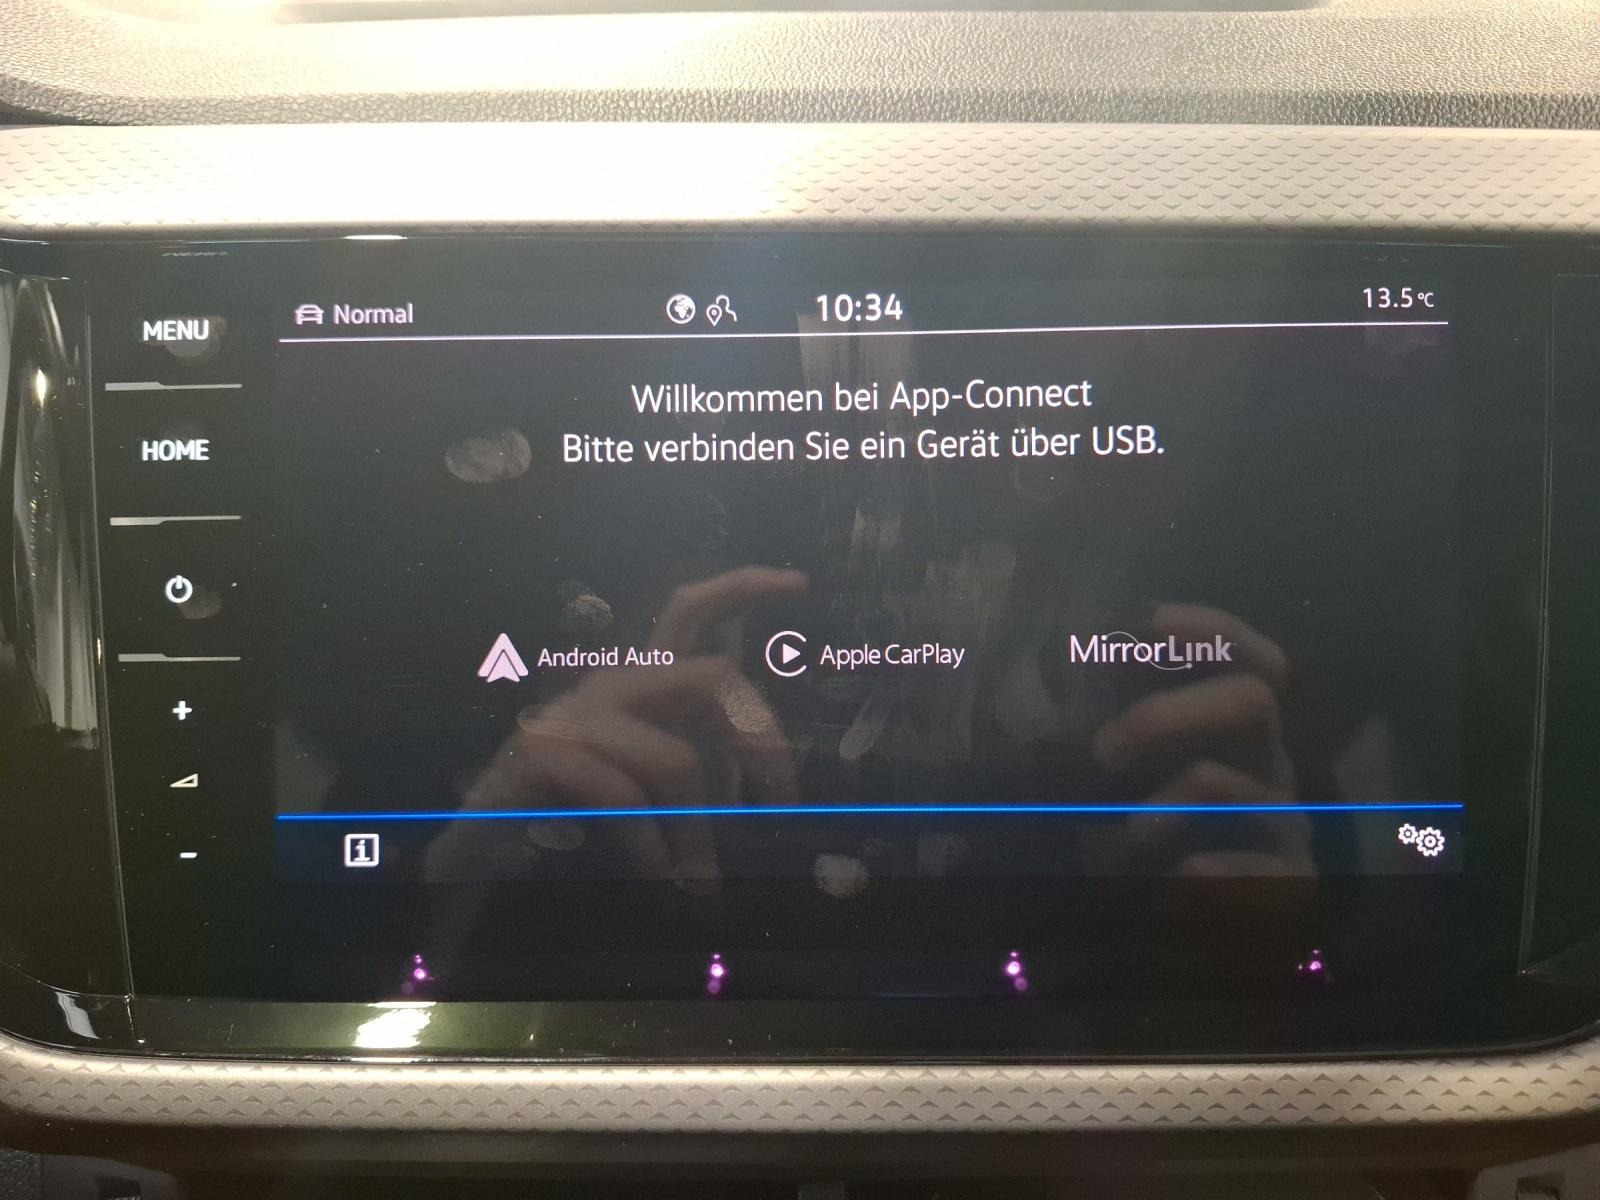 MENU
Normal
10:34
13.5 °C
HOME
Willkommen bei App-Connect
Bitte verbinden Sie ein Gerät über USB.
Android Auto
Apple CarPlay
MirrorLink
+
-
i